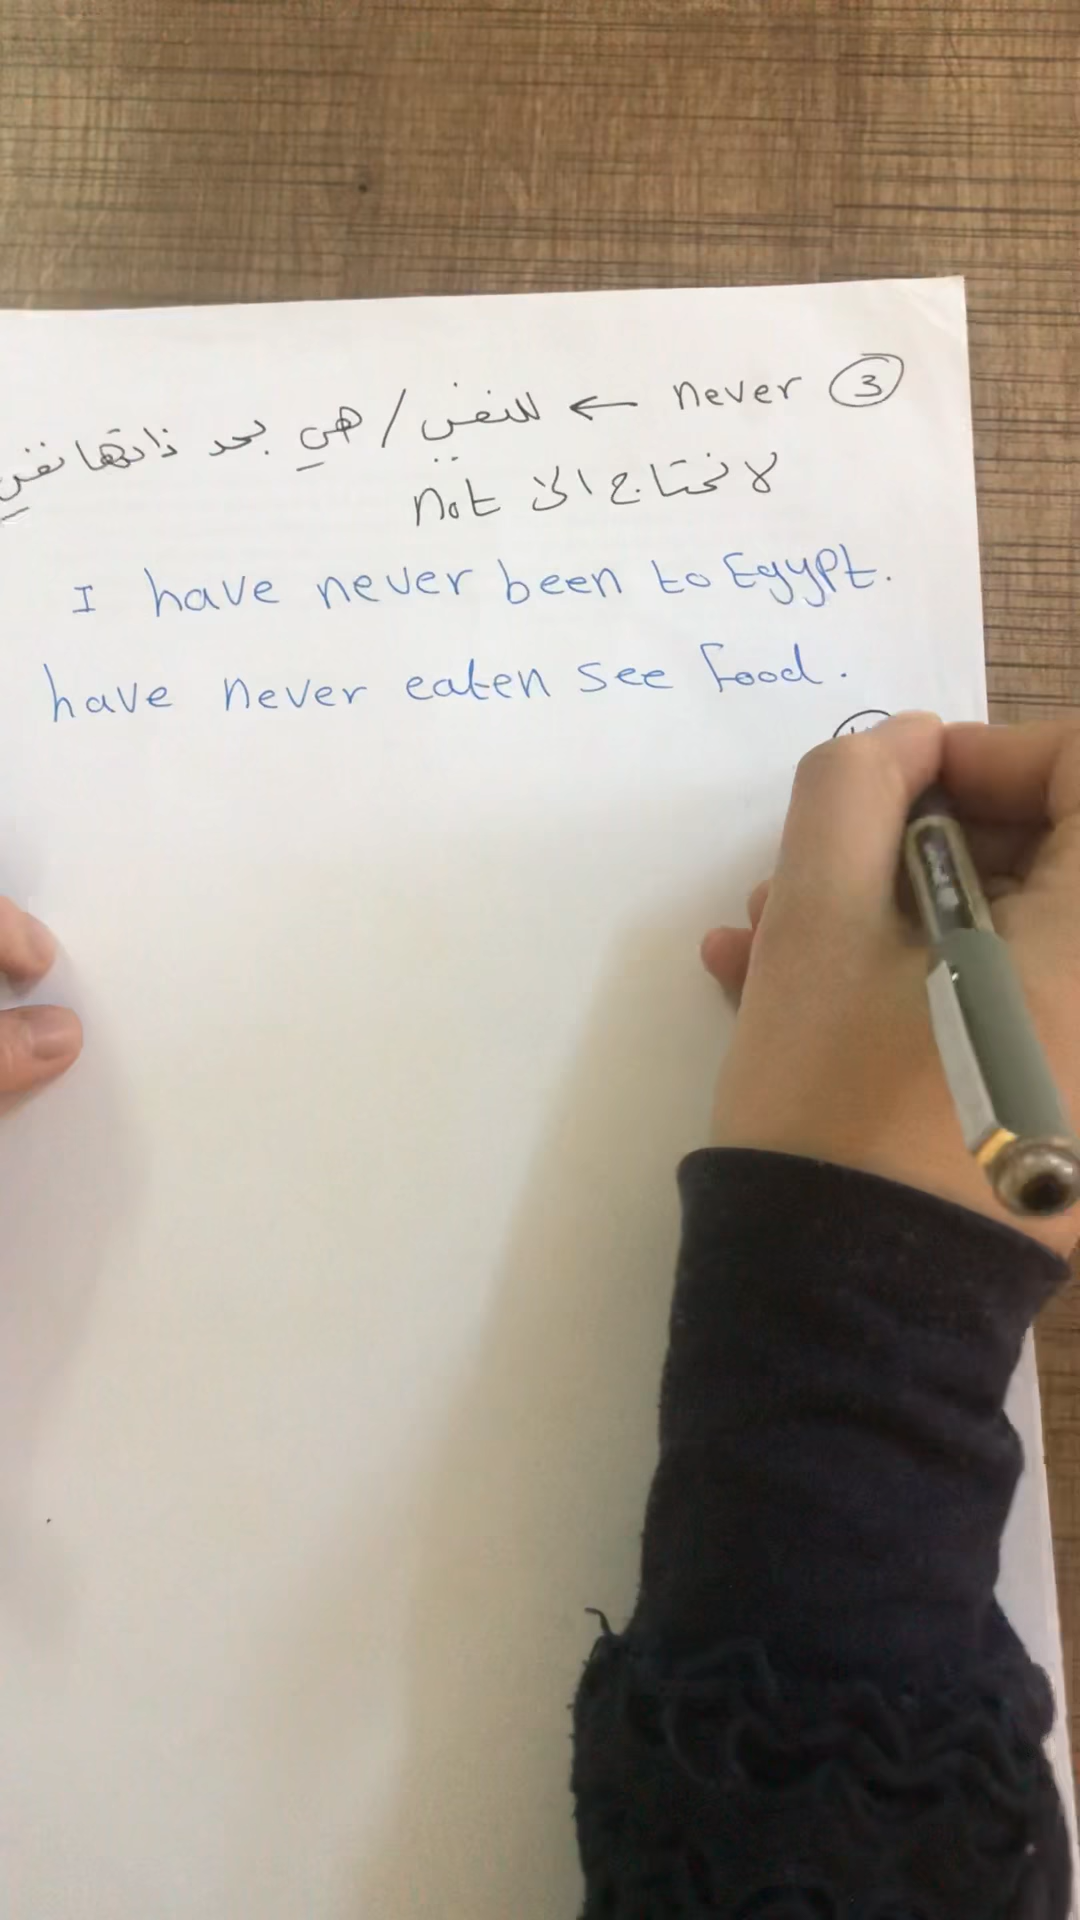 ③ never ← للنفي / هي بحد ذاتها نفي
لا نحتاج الى not
I have never been to Egypt.
have never eaten see food.